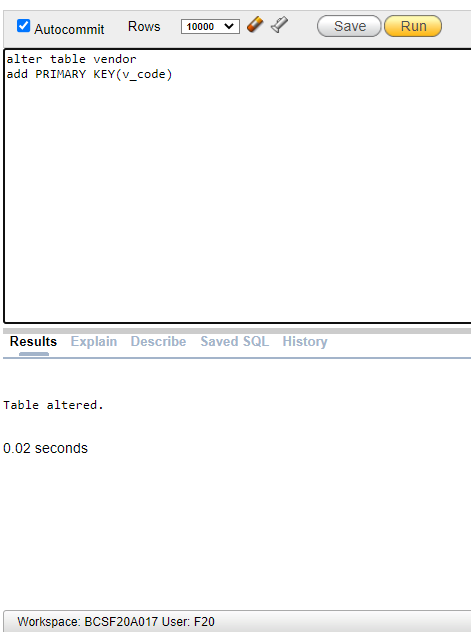 Autocommit Rows 10000 Save Run
alter table vendor
add PRIMARY KEY(v_code)
Results Explain Describe Saved SQL History
Table altered.
0.02 seconds
Workspace: BCSF20A017 User: F20